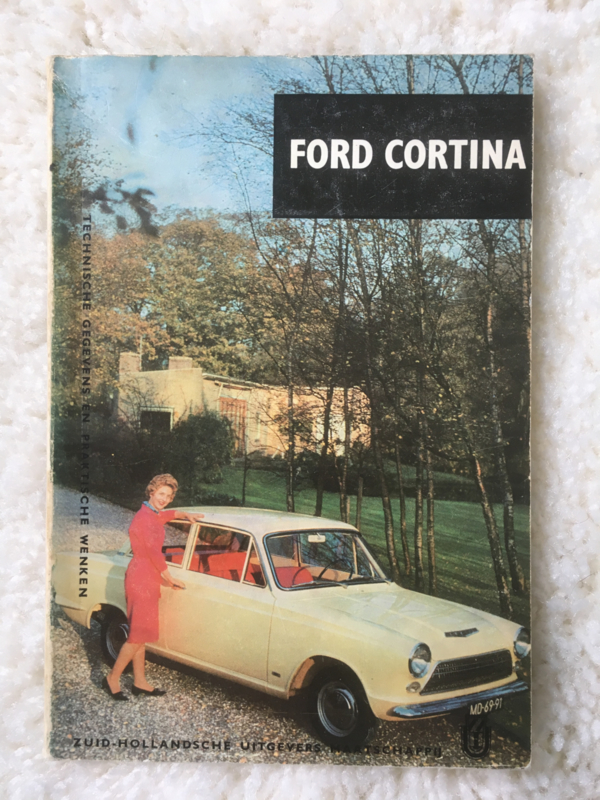 FORD CORTINA
TECHNISCHE GEGEVENS EN PRAKTISCHE WENKEN
MD-69-91
ZUID-HOLLANDSCHE UITGEVERS MAATSCHAPPIJ